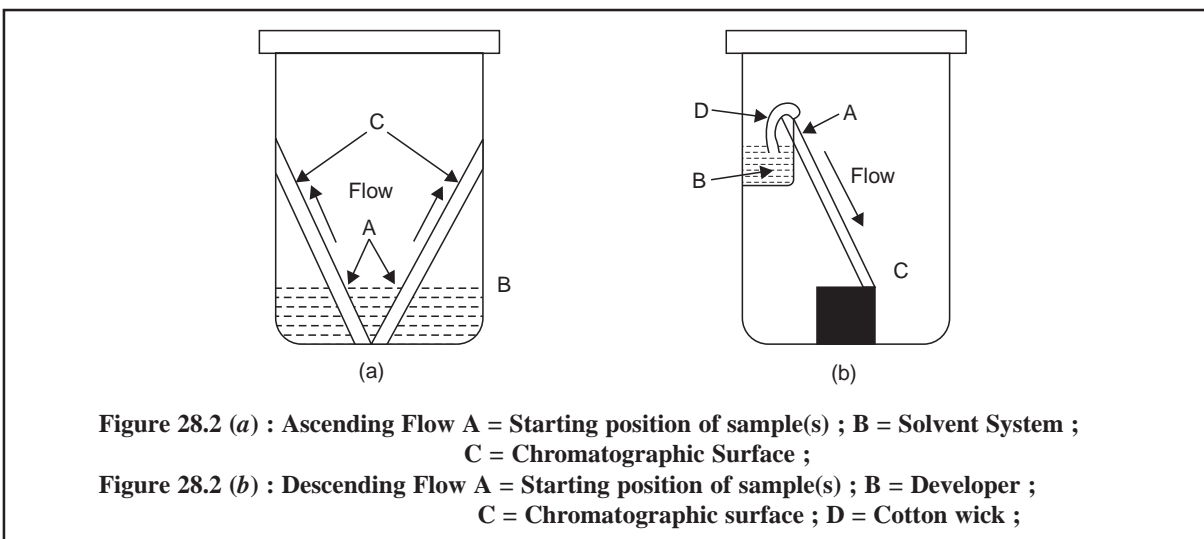 C
Flow
A
B
(a)
D
A
B
Flow
C
(b)
Figure 28.2 (a) : Ascending Flow A = Starting position of sample(s) ; B = Solvent System ;
C = Chromatographic Surface ;
Figure 28.2 (b) : Descending Flow A = Starting position of sample(s) ; B = Developer ;
C = Chromatographic surface ; D = Cotton wick ;